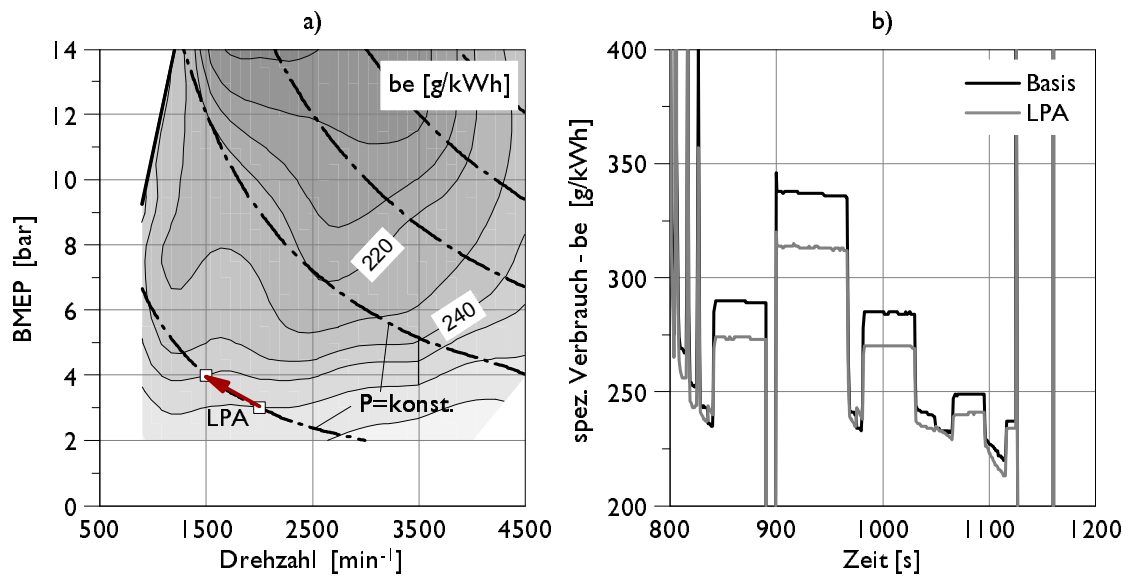 a)
b)
14
12
10
8
6
4
2
0
BMEP [bar]
be [g/kWh]
220
240
LPA
P=konst.
500
1500
2500
3500
4500
Drehzahl [min-1]
400
350
300
250
200
spez. Verbrauch - be [g/kWh]
Basis
LPA
800
900
1000
1100
1200
Zeit [s]